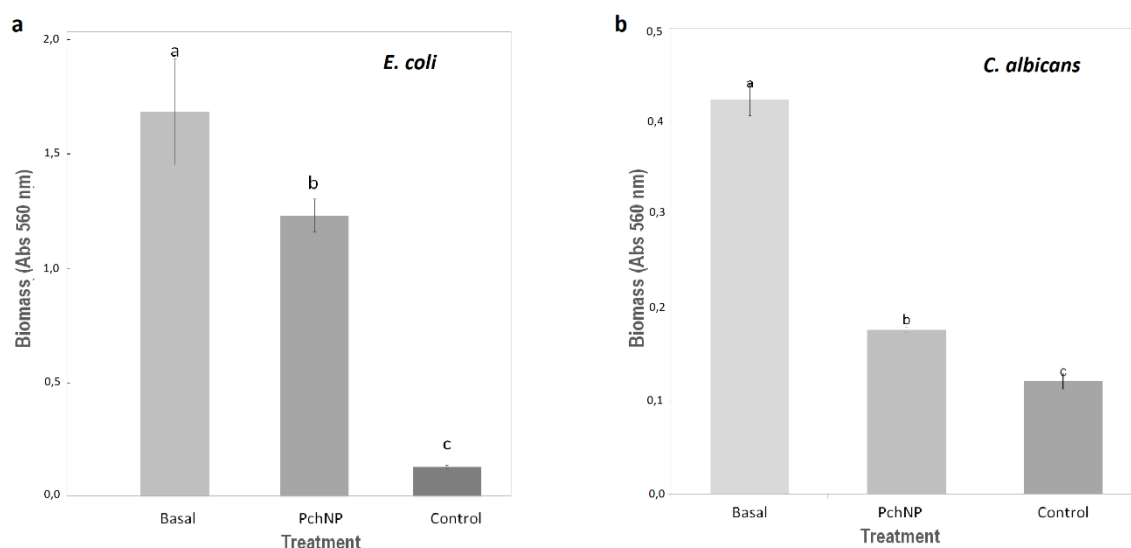 a
E. coli
2,0
1,5
1,0
0,5
0,0
Biomass (Abs 560 nm)
a
b
c
Basal PchNP Control
Treatment
b
C. albicans
0,5
0,4
0,3
0,2
0,1
0,0
Biomass (Abs 560 nm)
a
b
c
Basal PchNP Control
Treatment